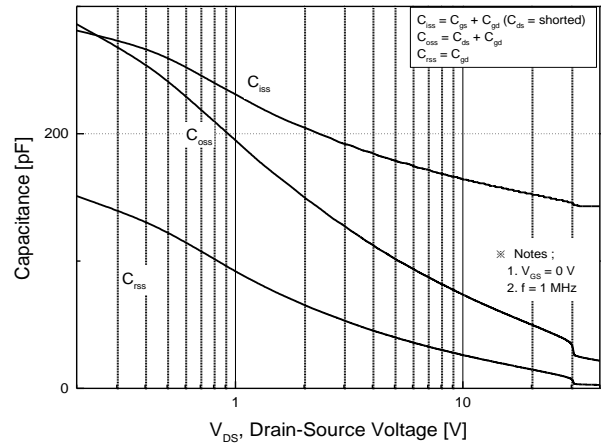 C_iss = C_gs + C_gd (C_ds = shorted)
C_oss = C_ds + C_gd
C_rss = C_gd
C_iss
200
C_oss
Capacitance [pF]
※ Notes ;
1. V_GS = 0 V
2. f = 1 MHz
C_rss
0
1
10
V_DS, Drain-Source Voltage [V]